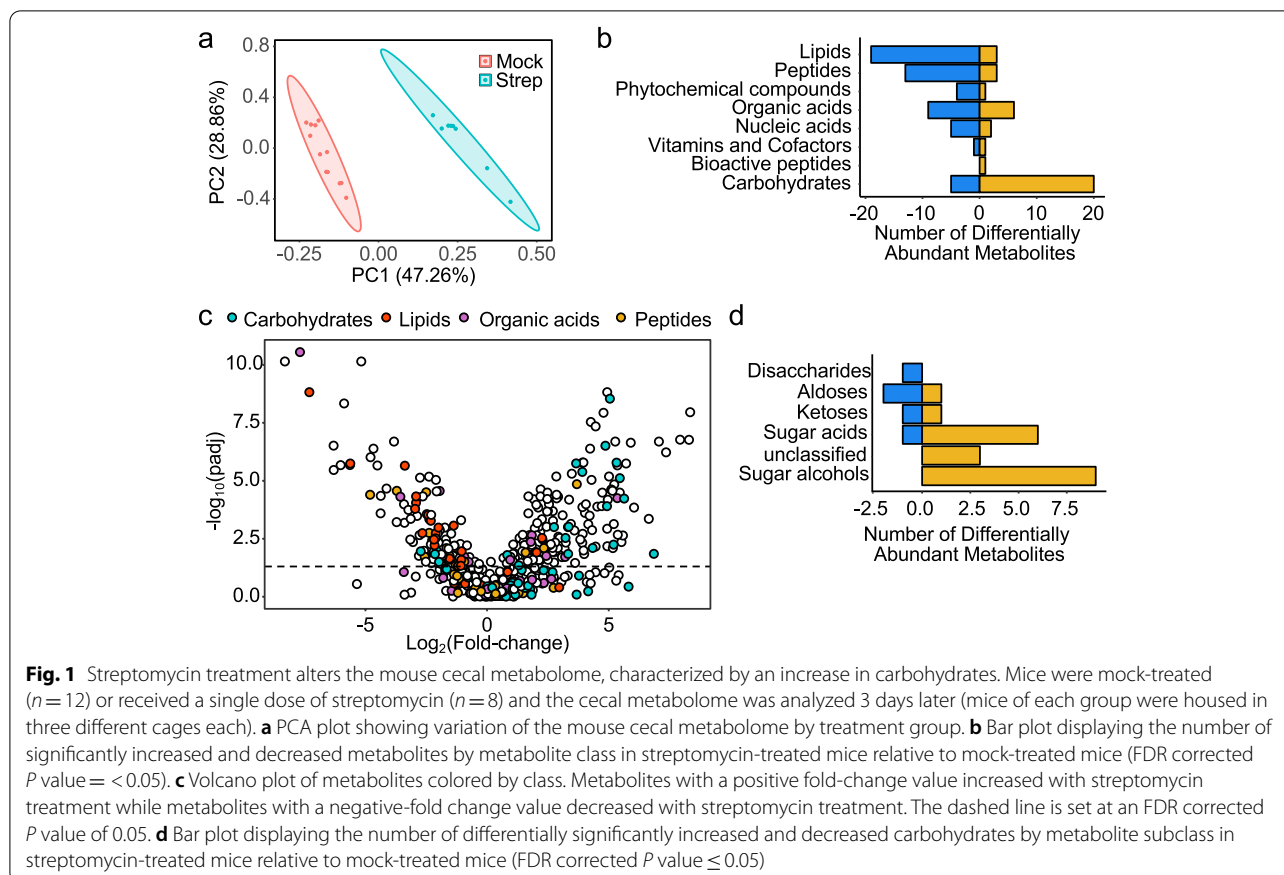 a
0.8
0.4
0.0
-0.4
PC2 (28.86%)
Mock
Strep
-0.25
0.00
0.25
0.50
PC1 (47.26%)
b
Lipids
Peptides
Phytochemical compounds
Organic acids
Nucleic acids
Vitamins and Cofactors
Bioactive peptides
Carbohydrates
-20
-10
0
10
20
Number of Differentially
Abundant Metabolites
c
Carbohydrates
Lipids
Organic acids
Peptides
10.0
7.5
5.0
2.5
0.0
-log10(padj)
-5
0
5
Log2(Fold-change)
d
Disaccharides
Aldoses
Ketoses
Sugar acids
unclassified
Sugar alcohols
-2.5
0.0
2.5
5.0
7.5
Number of Differentially
Abundant Metabolites
Fig. 1 Streptomycin treatment alters the mouse cecal metabolome, characterized by an increase in carbohydrates. Mice were mock-treated
(n = 12) or received a single dose of streptomycin (n = 8) and the cecal metabolome was analyzed 3 days later (mice of each group were housed in
three different cages each). a PCA plot showing variation of the mouse cecal metabolome by treatment group. b Bar plot displaying the number of
significantly increased and decreased metabolites by metabolite class in streptomycin-treated mice relative to mock-treated mice (FDR corrected
P value = < 0.05). c Volcano plot of metabolites colored by class. Metabolites with a positive fold-change value increased with streptomycin
treatment while metabolites with a negative-fold change value decreased with streptomycin treatment. The dashed line is set at an FDR corrected
P value of 0.05. d Bar plot displaying the number of differentially significantly increased and decreased carbohydrates by metabolite subclass in
streptomycin-treated mice relative to mock-treated mice (FDR corrected P value ≤ 0.05)